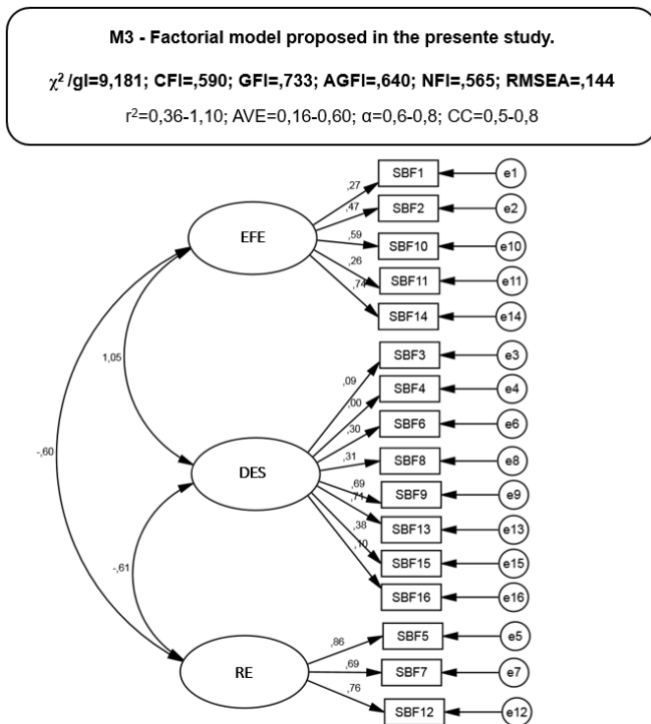 M3 - Factorial model proposed in the presente study.
χ² /gl=9,181; CFI=,590; GFI=,733; AGFI=,640; NFI=,565; RMSEA=,144
r²=0,36-1,10; AVE=0,16-0,60; α=0,6-0,8; CC=0,5-0,8
,27 SBF1 e1
,47 SBF2 e2
EFE ,59 SBF10 e10
,26 SBF11 e11
,74 SBF14 e14
1,05 ,09 SBF3 e3
,00 SBF4 e4
,30 SBF6 e6
-,60
DES ,31 SBF8 e8
,69 SBF9 e9
,71 SBF13 e13
,38 SBF15 e15
-,61 ,10 SBF16 e16
,86 SBF5 e5
RE ,69 SBF7 e7
,76 SBF12 e12